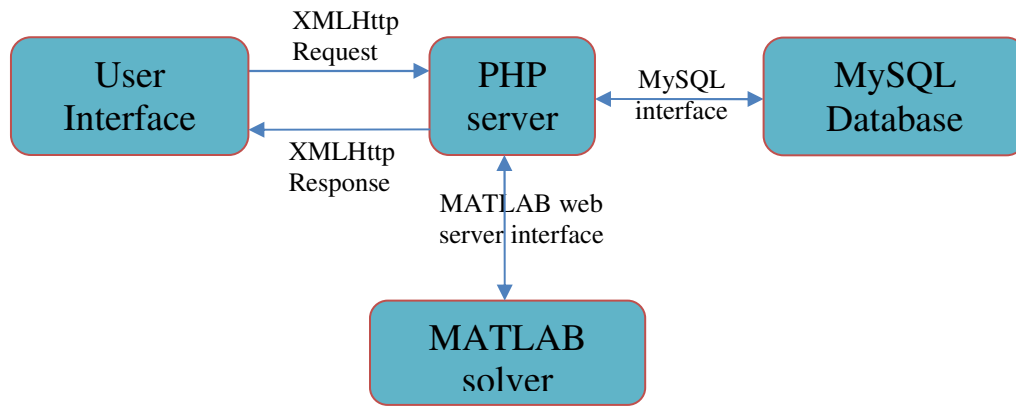 XMLHttp
Request
User
Interface
PHP
server
MySQL
interface
MySQL
Database
XMLHttp
Response
MATLAB web
server interface
MATLAB
solver